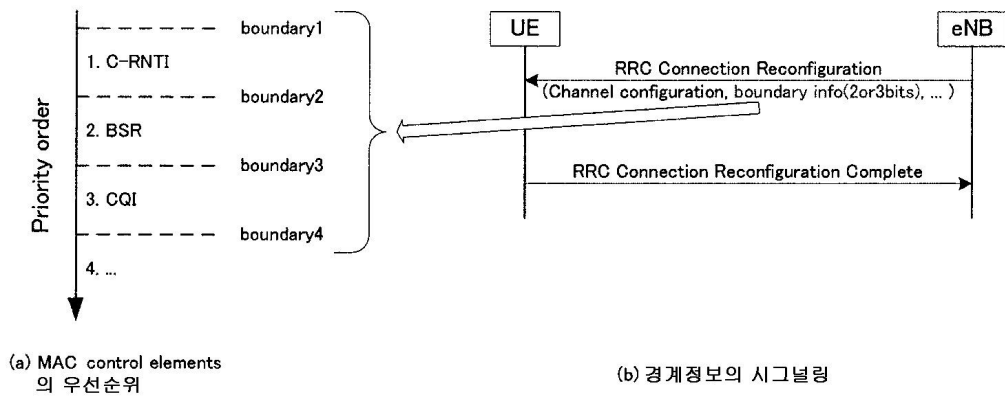 Priority order
boundary1
1. C-RNTI
boundary2
2. BSR
boundary3
3. CQI
boundary4
4. ...
(a) MAC control elements
의 우선순위
UE
eNB
RRC Connection Reconfiguration
(Channel configuration, boundary info(2or3bits), ... )
RRC Connection Reconfiguration Complete
(b) 경계정보의 시그널링